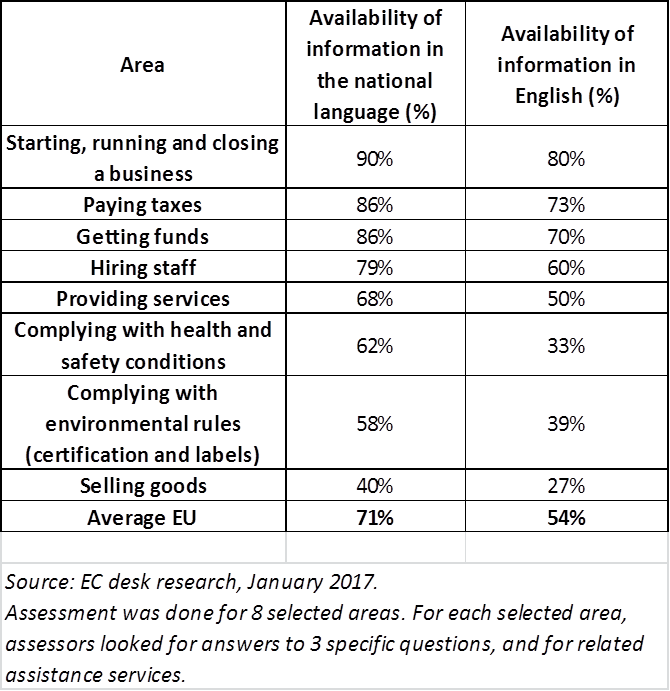 Area
Availability of
information in
the national
language (%)
Availability of
information in
English (%)
Starting, running and closing
a business
90%
80%
Paying taxes
86%
73%
Getting funds
86%
70%
Hiring staff
79%
60%
Providing services
68%
50%
Complying with health and
safety conditions
62%
33%
Complying with
environmental rules
(certification and labels)
58%
39%
Selling goods
40%
27%
Average EU
71%
54%
Source: EC desk research, January 2017.
Assessment was done for 8 selected areas. For each selected area,
assessors looked for answers to 3 specific questions, and for related
assistance services.